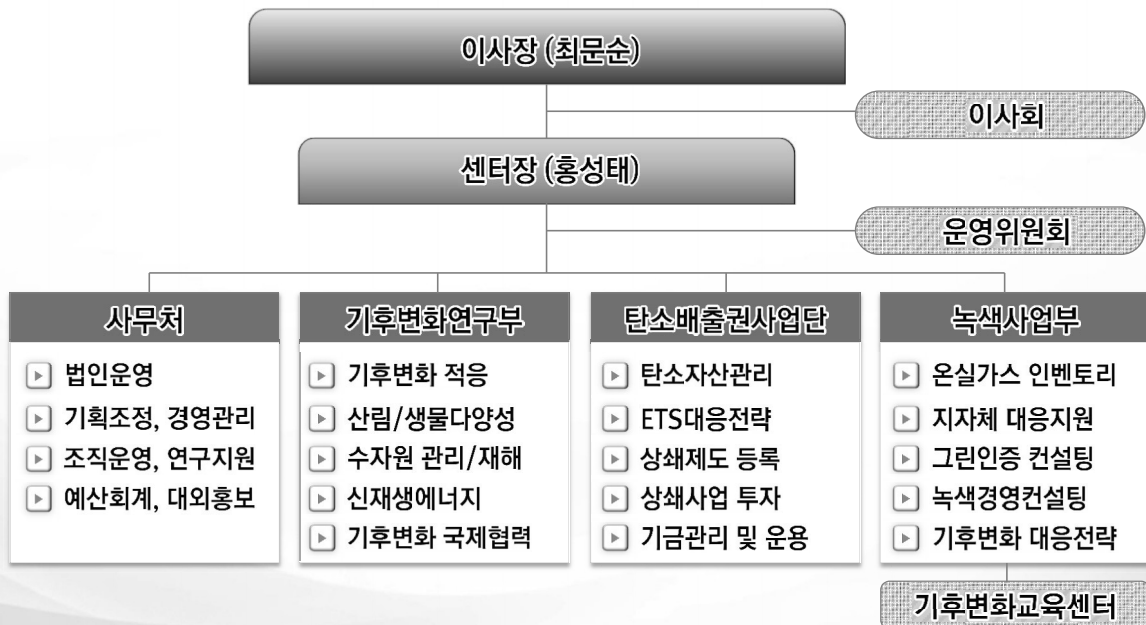 이사장 (최문순)
이사회
센터장 (홍성태)
운영위원회
사무처
법인운영
기획조정, 경영관리
조직운영, 연구지원
예산회계, 대외홍보
기후변화연구부
기후변화 적응
산림/생물다양성
수자원 관리/재해
신재생에너지
기후변화 국제협력
탄소배출권사업단
탄소자산관리
ETS대응전략
상쇄제도 등록
상쇄사업 투자
기금관리 및 운용
녹색사업부
온실가스 인벤토리
지자체 대응지원
그린인증 컨설팅
녹색경영컨설팅
기후변화 대응전략
기후변화교육센터